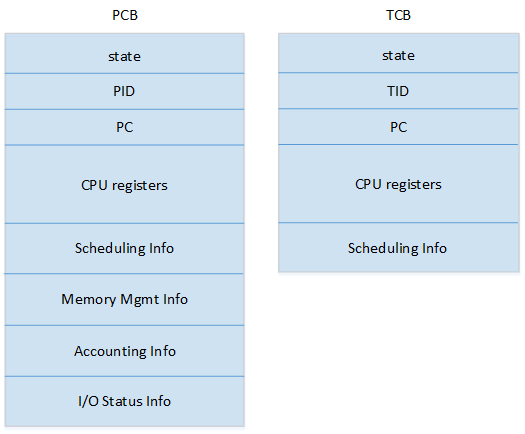 PCB
state
PID
PC
CPU registers
Scheduling Info
Memory Mgmt Info
Accounting Info
I/O Status Info
TCB
state
TID
PC
CPU registers
Scheduling Info